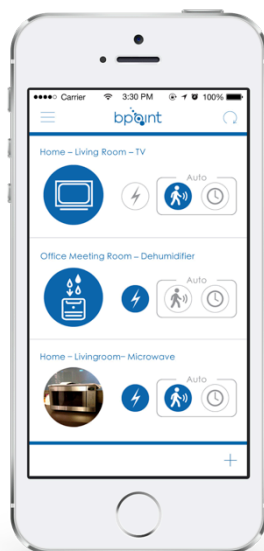 Carrier 3:30 PM 100%
bpoint
Home – Living Room – TV
Auto
Office Meeting Room – Dehumidifier
Auto
Home – Livingroom– Microwave
Auto